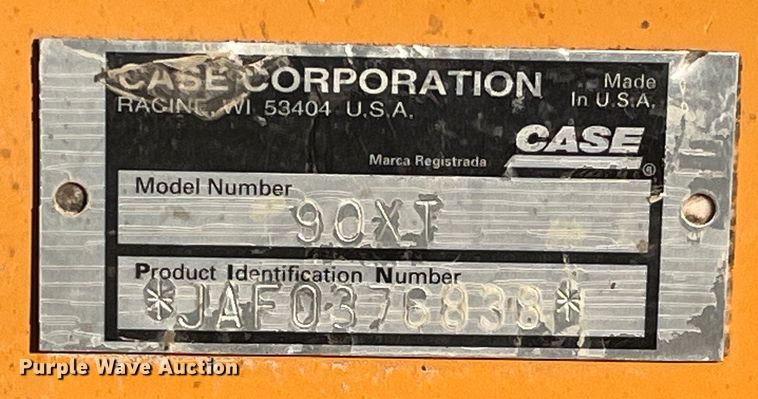 CASE CORPORATION
RACINE, WI 53404 U.S.A.
Made
In U.S.A.
CASE
®
Marca Registrada
Model Number
90XT
Product Identification Number
*JAF0376838*
Purple Wave Auction